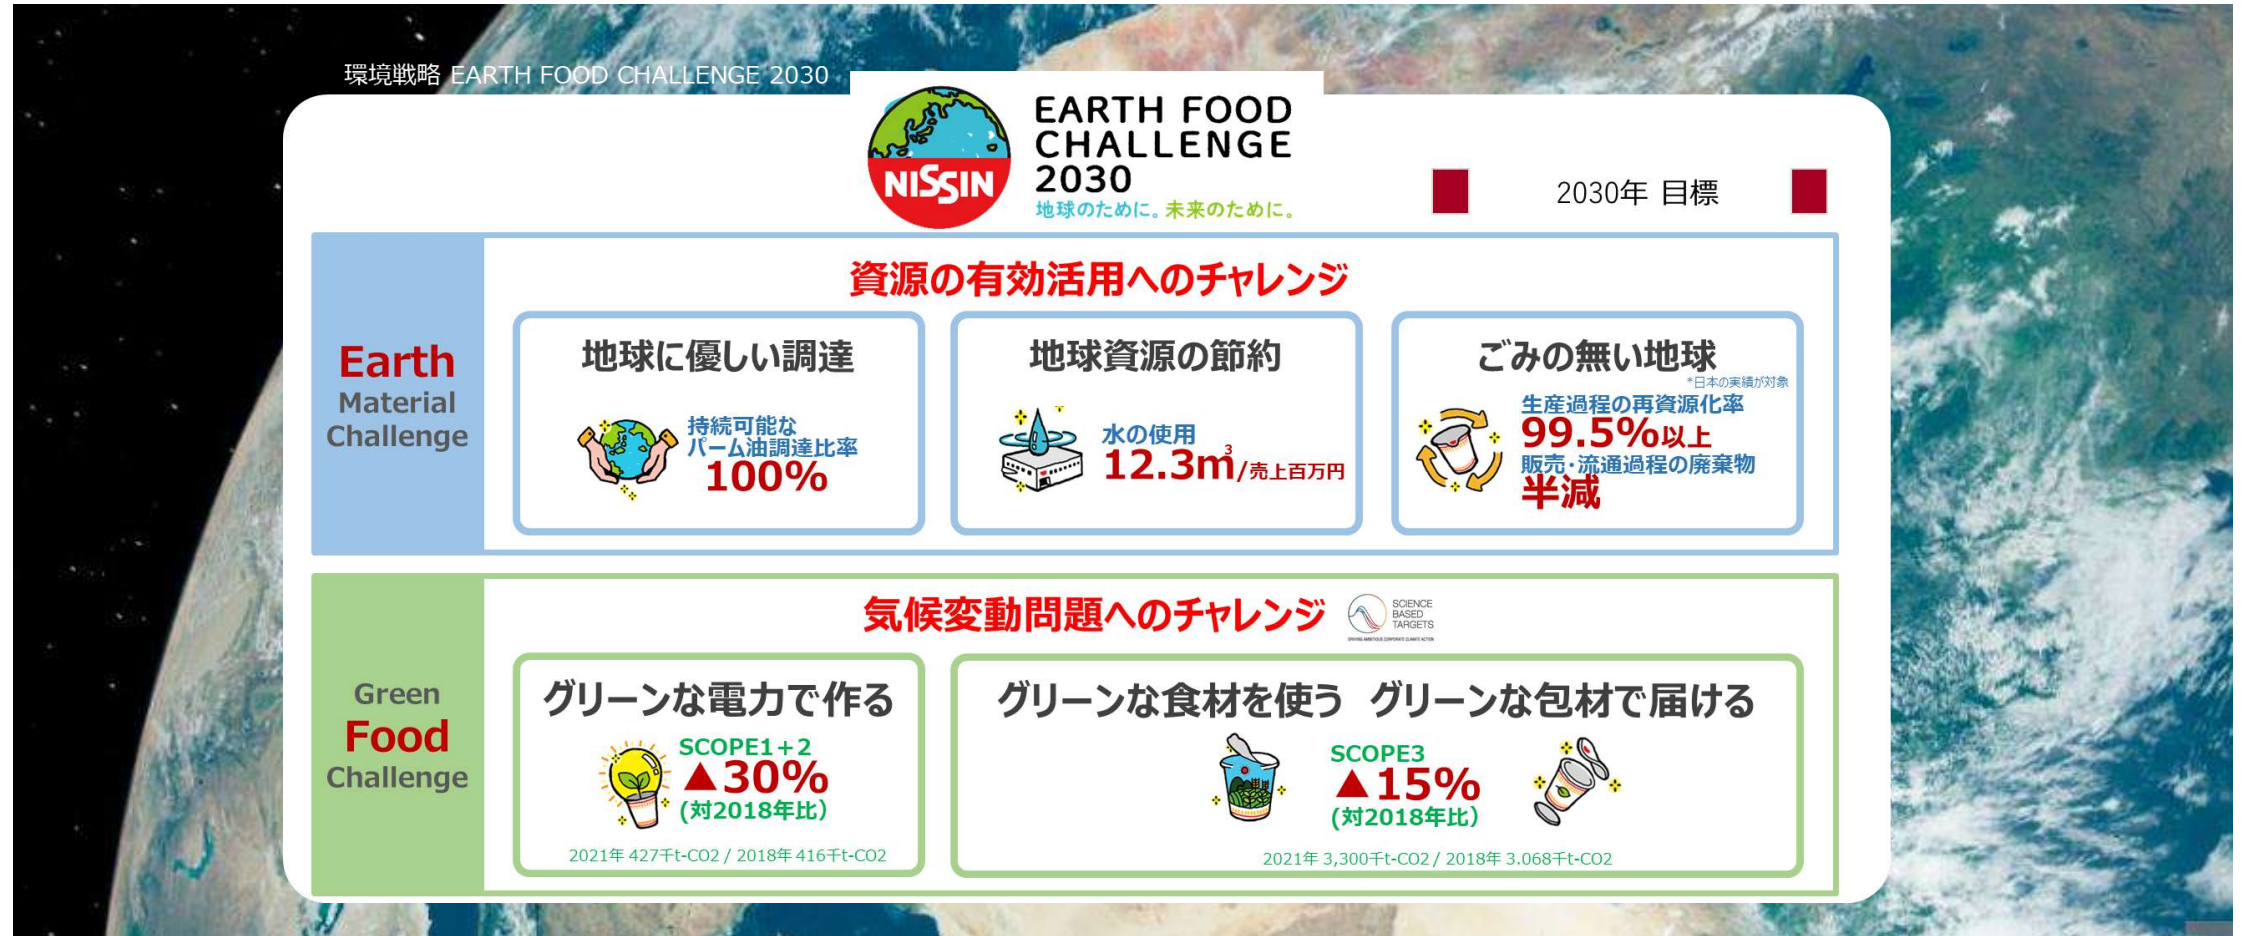 環境戦略 EARTH FOOD CHALLENGE 2030
NISSIN
EARTH FOOD
CHALLENGE
2030
地球のために。未来のために。
2030年 目標
Earth
Material
Challenge
資源の有効活用へのチャレンジ
地球に優しい調達
持続可能な
パーム油調達比率
100%
地球資源の節約
水の使用
12.3m³/売上百万円
ごみの無い地球
*日本の実績が対象
生産過程の再資源化率
99.5%以上
販売・流通過程の廃棄物
半減
Green
Food
Challenge
気候変動問題へのチャレンジ
SCIENCE
BASED
TARGETS
DRIVING AMBITIOUS CORPORATE CLIMATE ACTION
グリーンな電力で作る
SCOPE1+2
▲30%
(対2018年比)
2021年 427千t-CO2 / 2018年 416千t-CO2
グリーンな食材を使う グリーンな包材で届ける
SCOPE3
▲15%
(対2018年比)
2021年 3,300千t-CO2 / 2018年 3.068千t-CO2